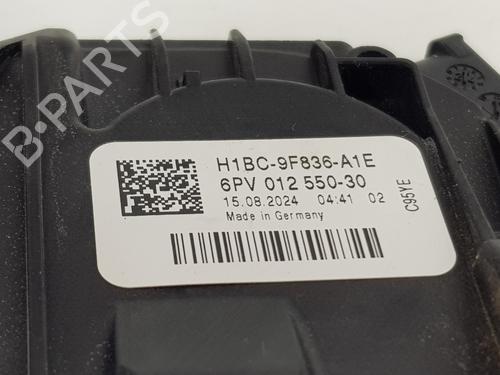 B-PARTS
H1BC-9F836-A1E
6PV 012 550-30
15.08.2024 04:41 02
Made in Germany
C95YE